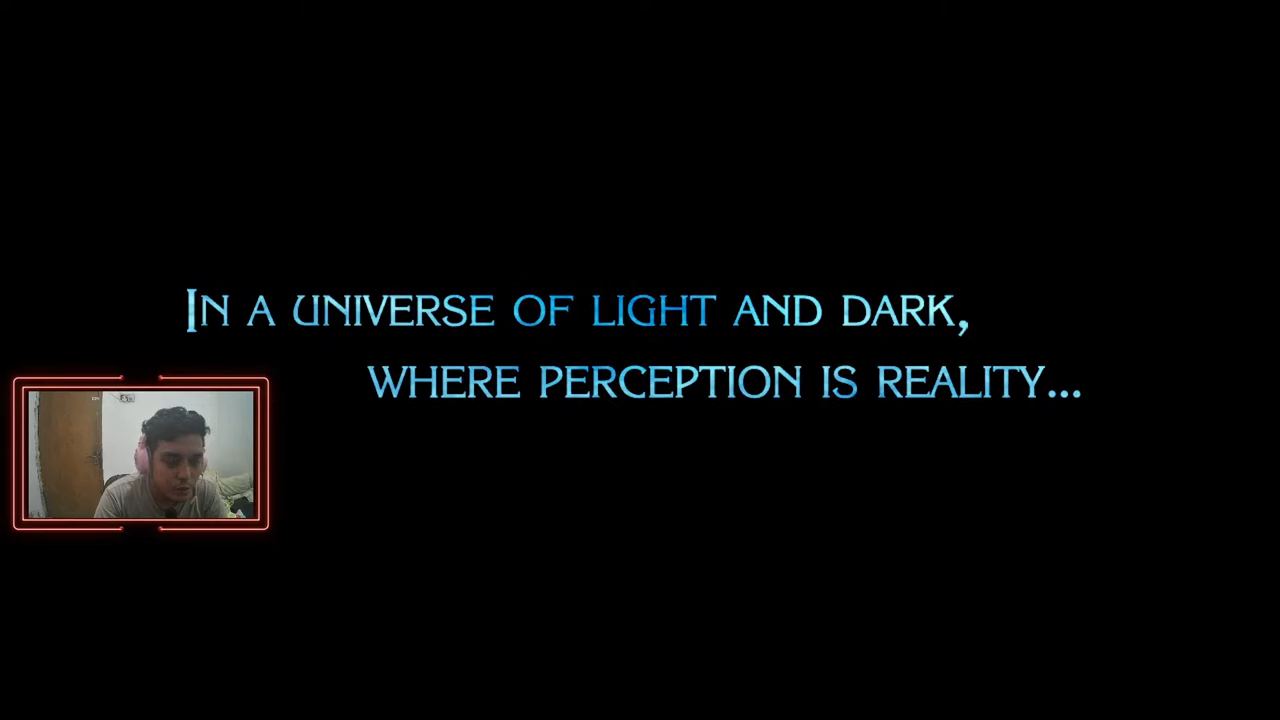 In a universe of light and dark,
where perception is reality...